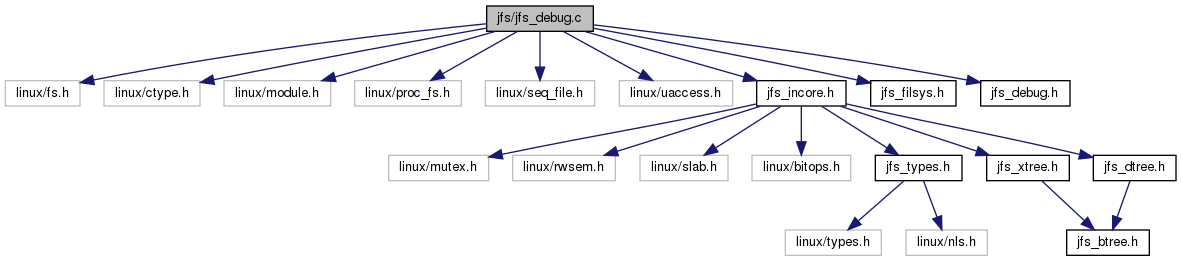 jfs/jfs_debug.c
linux/fs.h
linux/ctype.h
linux/module.h
linux/proc_fs.h
linux/seq_file.h
linux/uaccess.h
jfs_incore.h
jfs_filsys.h
jfs_debug.h
linux/mutex.h
linux/rwsem.h
linux/slab.h
linux/bitops.h
jfs_types.h
jfs_xtree.h
jfs_dtree.h
linux/types.h
linux/nls.h
jfs_btree.h